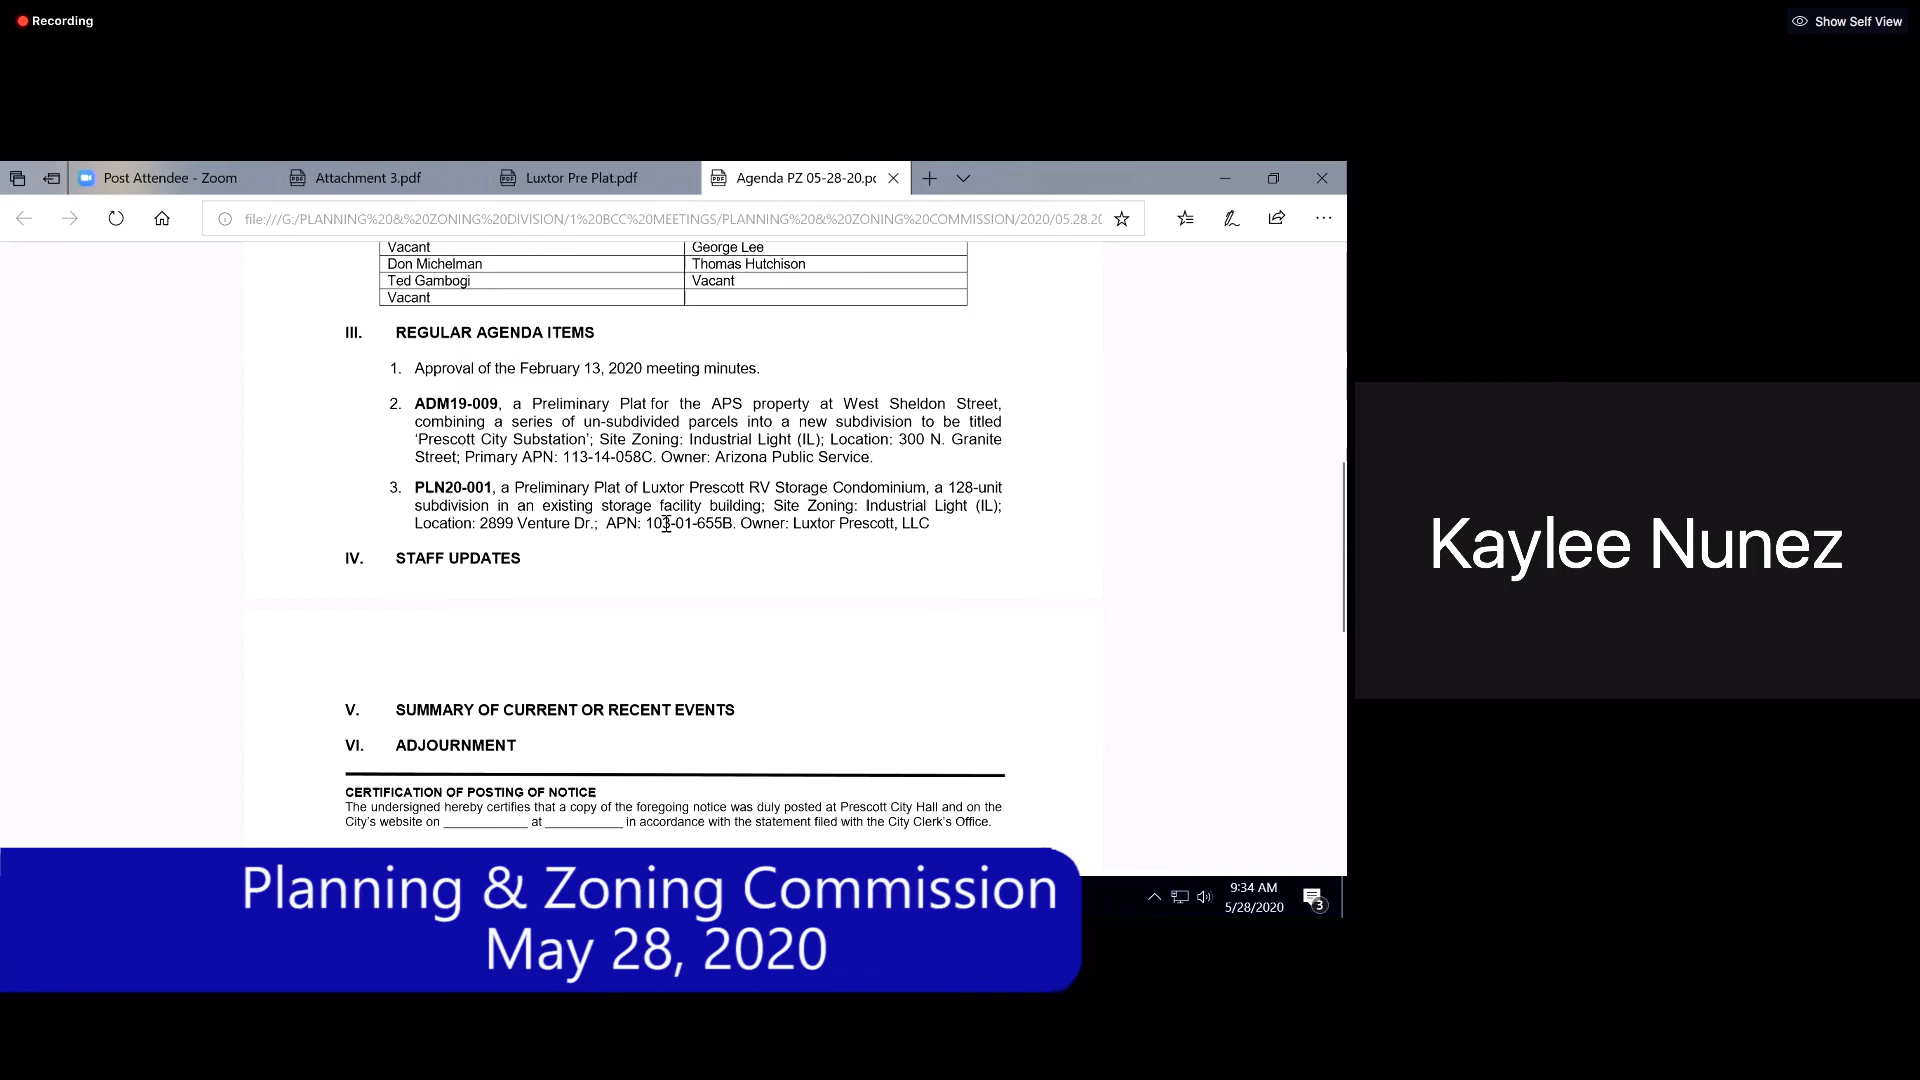 Recording
Show Self View
Post Attendee - Zoom
Attachment 3.pdf
Luxtor Pre Plat.pdf
Agenda PZ 05-28-20.pc
file:///G:/PLANNING%20&%20ZONING%20DIVISION/1%20BCC%20MEETINGS/PLANNING%20&%20ZONING%20COMMISSION/2020/05.28.20
Vacant George Lee
Don Michelman Thomas Hutchison
Ted Gambogi Vacant
Vacant
III. REGULAR AGENDA ITEMS
1. Approval of the February 13, 2020 meeting minutes.
2. ADM19-009, a Preliminary Plat for the APS property at West Sheldon Street,
combining a series of un-subdivided parcels into a new subdivision to be titled
‘Prescott City Substation’; Site Zoning: Industrial Light (IL); Location: 300 N. Granite
Street; Primary APN: 113-14-058C. Owner: Arizona Public Service.
3. PLN20-001, a Preliminary Plat of Luxtor Prescott RV Storage Condominium, a 128-unit
subdivision in an existing storage facility building; Site Zoning: Industrial Light (IL);
Location: 2899 Venture Dr.; APN: 103-01-655B. Owner: Luxtor Prescott, LLC
IV. STAFF UPDATES
V. SUMMARY OF CURRENT OR RECENT EVENTS
VI. ADJOURNMENT
CERTIFICATION OF POSTING OF NOTICE
The undersigned hereby certifies that a copy of the foregoing notice was duly posted at Prescott City Hall and on the
City’s website on ____________ at ___________ in accordance with the statement filed with the City Clerk’s Office.
Kaylee Nunez
Planning & Zoning Commission
May 28, 2020
9:34 AM
5/28/2020
3